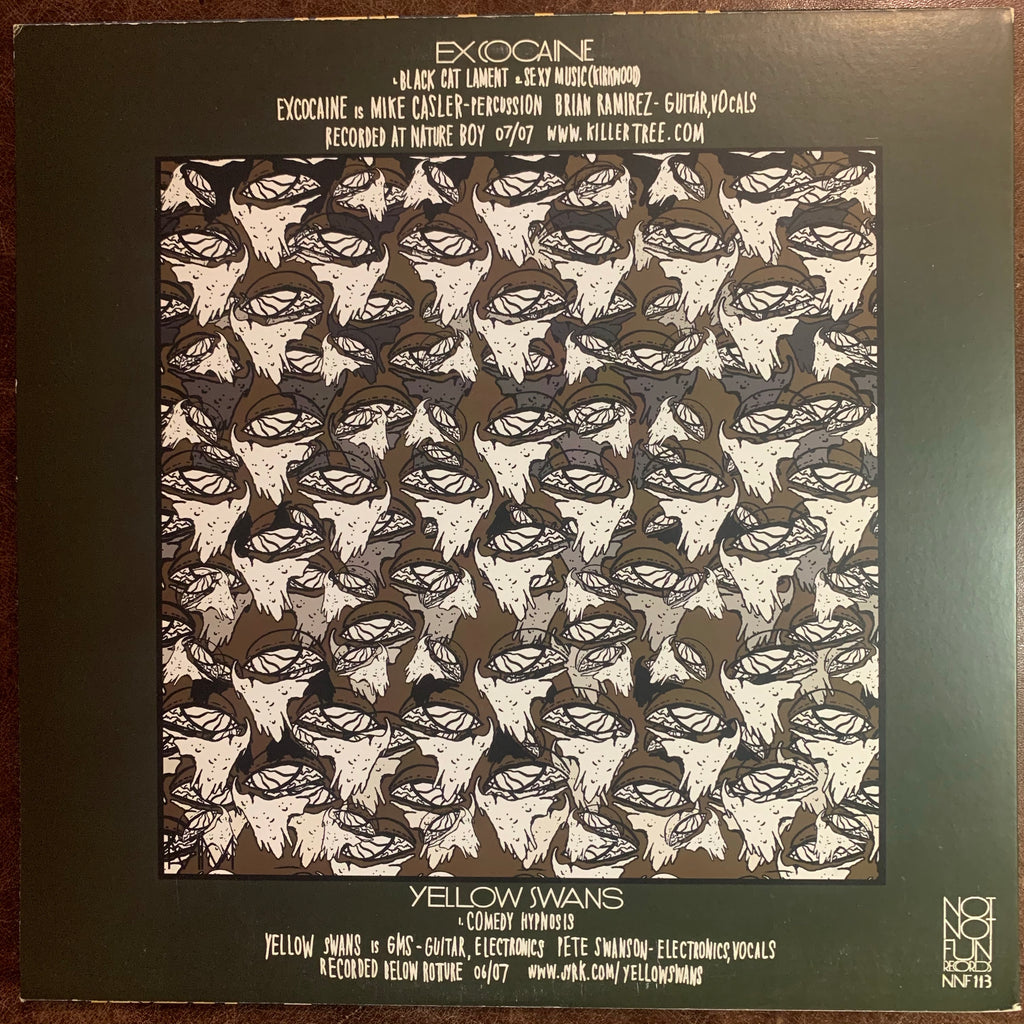 EXCOCAINE
1. BLACK CAT LAMENT 2. SEXY MUSIC (KIRKWOOD)
EXCOCAINE IS MIKE CASLER-PERCUSSION BRIAN RAMIREZ-GUITAR, VOCALS
RECORDED AT NATURE BOY 07/07 WWW.KILLERTREE.COM
YELLOW SWANS
1. COMEDY HYPNOSIS
YELLOW SWANS IS GMS-GUITAR, ELECTRONICS PETE SWANSON-ELECTRONICS, VOCALS
RECORDED BELOW ROTURE 06/07 WWW.JYRK.COM/YELLOWSWANS
NOT
NOT
FUN
RECORDS
NNF113